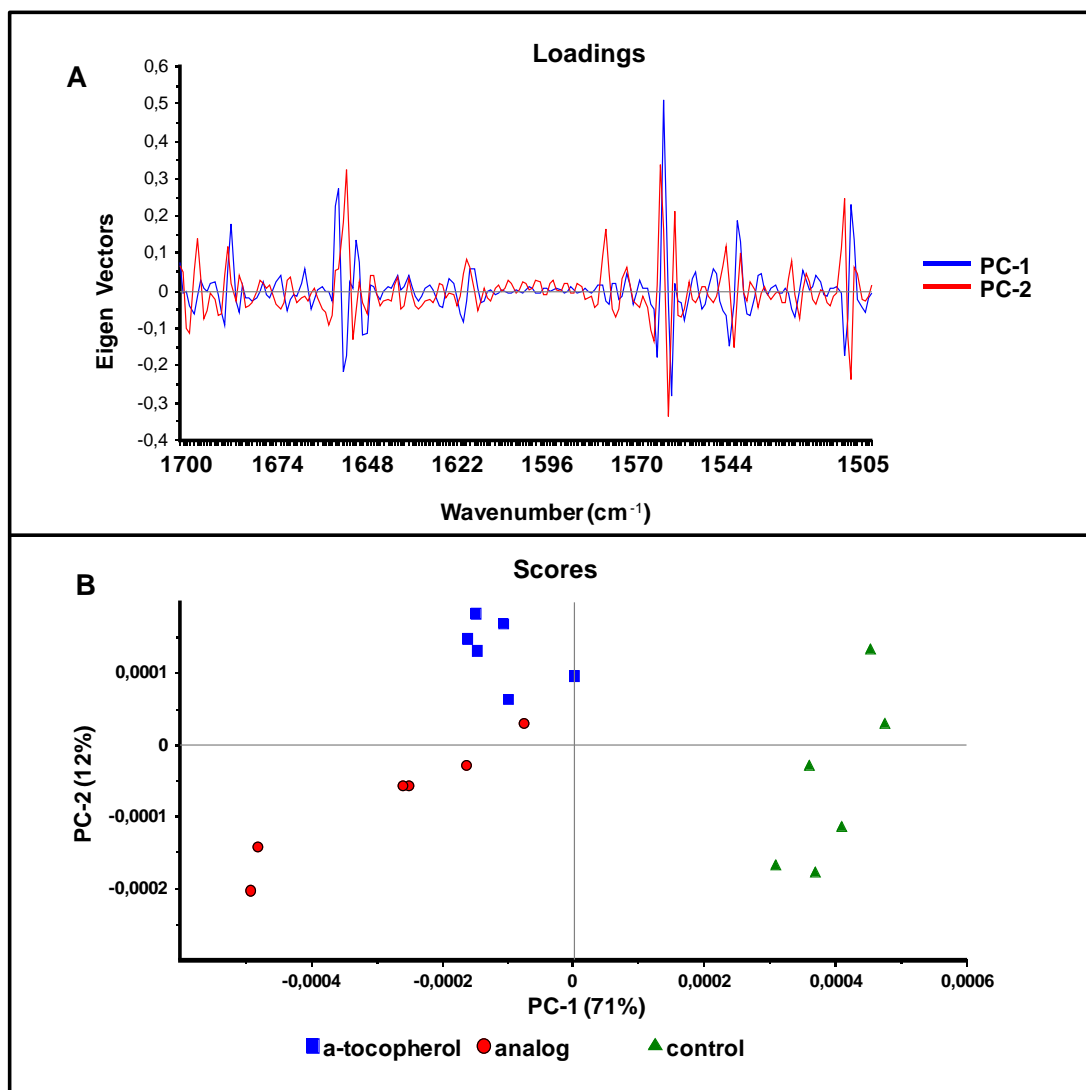 Loadings
A
0,6
0,5
0,4
0,3
0,2
0,1
0
-0,1
-0,2
-0,3
-0,4
Eigen Vectors
1700 1674 1648 1622 1596 1570 1544 1505
Wavenumber (cm-1)
PC-1
PC-2
Scores
B
0,0001
0
-0,0001
-0,0002
PC-2 (12%)
-0,0004 -0,0002 0 0,0002 0,0004 0,0006
PC-1 (71%)
a-tocopherol analog control